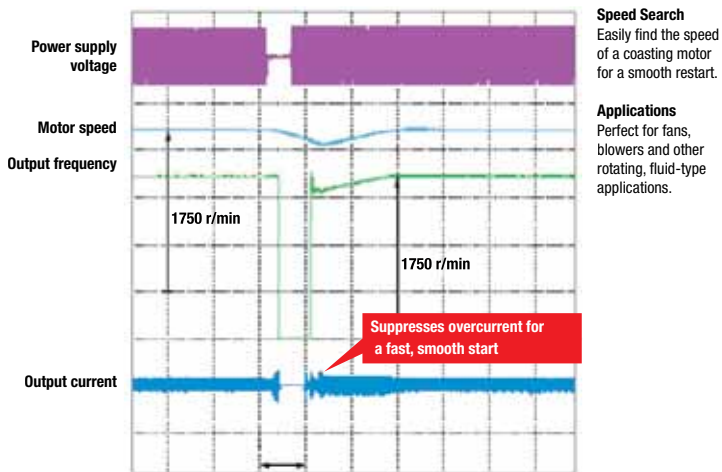 Power supply
voltage
Motor speed
Output frequency
1750 r/min
1750 r/min
Suppresses overcurrent for
a fast, smooth start
Output current
Speed Search
Easily find the speed
of a coasting motor
for a smooth restart.
Applications
Perfect for fans,
blowers and other
rotating, fluid-type
applications.